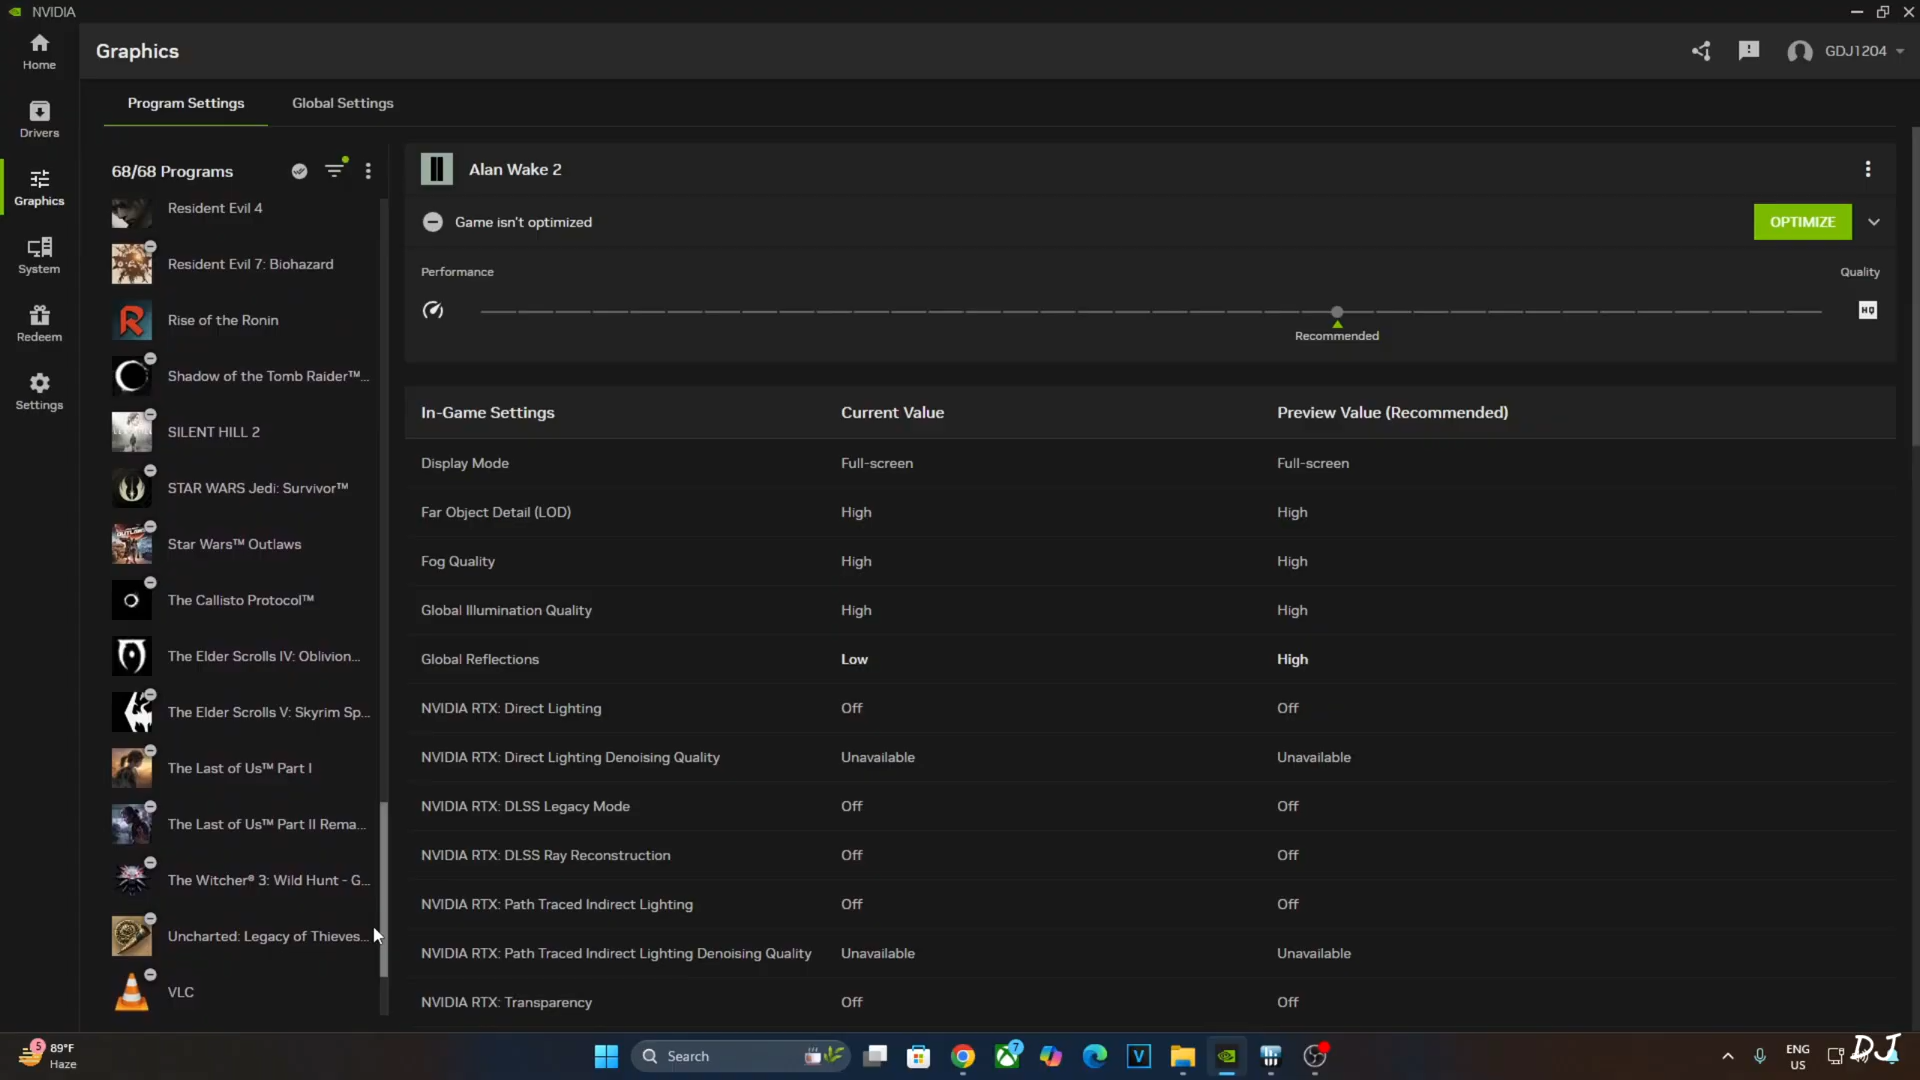 NVIDIA
Home
Drivers
Graphics
System
Redeem
Settings
Graphics
GDJ1204
Program Settings
Global Settings
68/68 Programs
Resident Evil 4
Resident Evil 7: Biohazard
Rise of the Ronin
Shadow of the Tomb Raider™...
SILENT HILL 2
STAR WARS Jedi: Survivor™
Star Wars™ Outlaws
The Callisto Protocol™
The Elder Scrolls IV: Oblivion...
The Elder Scrolls V: Skyrim Sp...
The Last of Us™ Part I
The Last of Us™ Part II Rema...
The Witcher® 3: Wild Hunt - G...
Uncharted: Legacy of Thieves...
VLC
Alan Wake 2
Game isn't optimized
OPTIMIZE
Performance
Quality
HQ
Recommended
In-Game Settings Current Value Preview Value (Recommended)
Display Mode Full-screen Full-screen
Far Object Detail (LOD) High High
Fog Quality High High
Global Illumination Quality High High
Global Reflections Low High
NVIDIA RTX: Direct Lighting Off Off
NVIDIA RTX: Direct Lighting Denoising Quality Unavailable Unavailable
NVIDIA RTX: DLSS Legacy Mode Off Off
NVIDIA RTX: DLSS Ray Reconstruction Off Off
NVIDIA RTX: Path Traced Indirect Lighting Off Off
NVIDIA RTX: Path Traced Indirect Lighting Denoising Quality Unavailable Unavailable
NVIDIA RTX: Transparency Off Off
5
89°F
Haze
Search
7
V
ENG
US
DJ